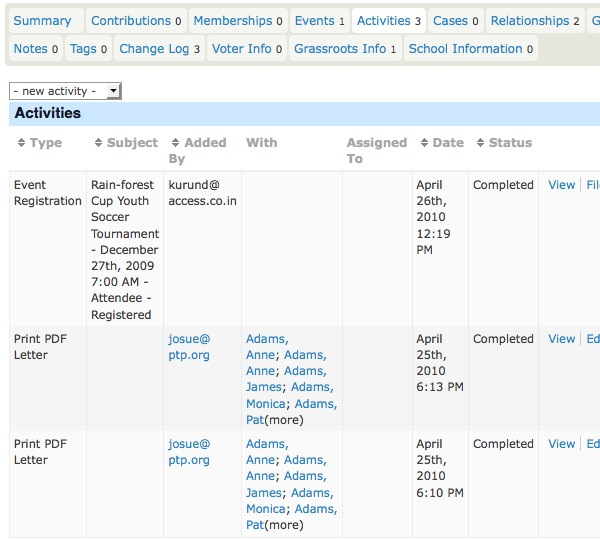 Summary Contributions 0 Memberships 0 Events 1 Activities 3 Cases 0 Relationships 2 G
Notes 0 Tags 0 Change Log 3 Voter Info 0 Grassroots Info 1 School Information 0
- new activity -
Activities
Type Subject Added By With Assigned To Date Status
Event Registration
Rain-forest
Cup Youth
Soccer
Tournament
- December
27th, 2009
7:00 AM -
Attendee -
Registered
kurund@
access.co.in
April
26th,
2010
12:19
PM
Completed
View Fil
Print PDF
Letter
josue@
ptp.org
Adams,
Anne; Adams,
Anne; Adams,
James; Adams,
Monica; Adams,
Pat(more)
April
25th,
2010
6:13 PM
Completed
View Ed
Print PDF
Letter
josue@
ptp.org
Adams,
Anne; Adams,
Anne; Adams,
James; Adams,
Monica; Adams,
Pat(more)
April
25th,
2010
6:10 PM
Completed
View Ed